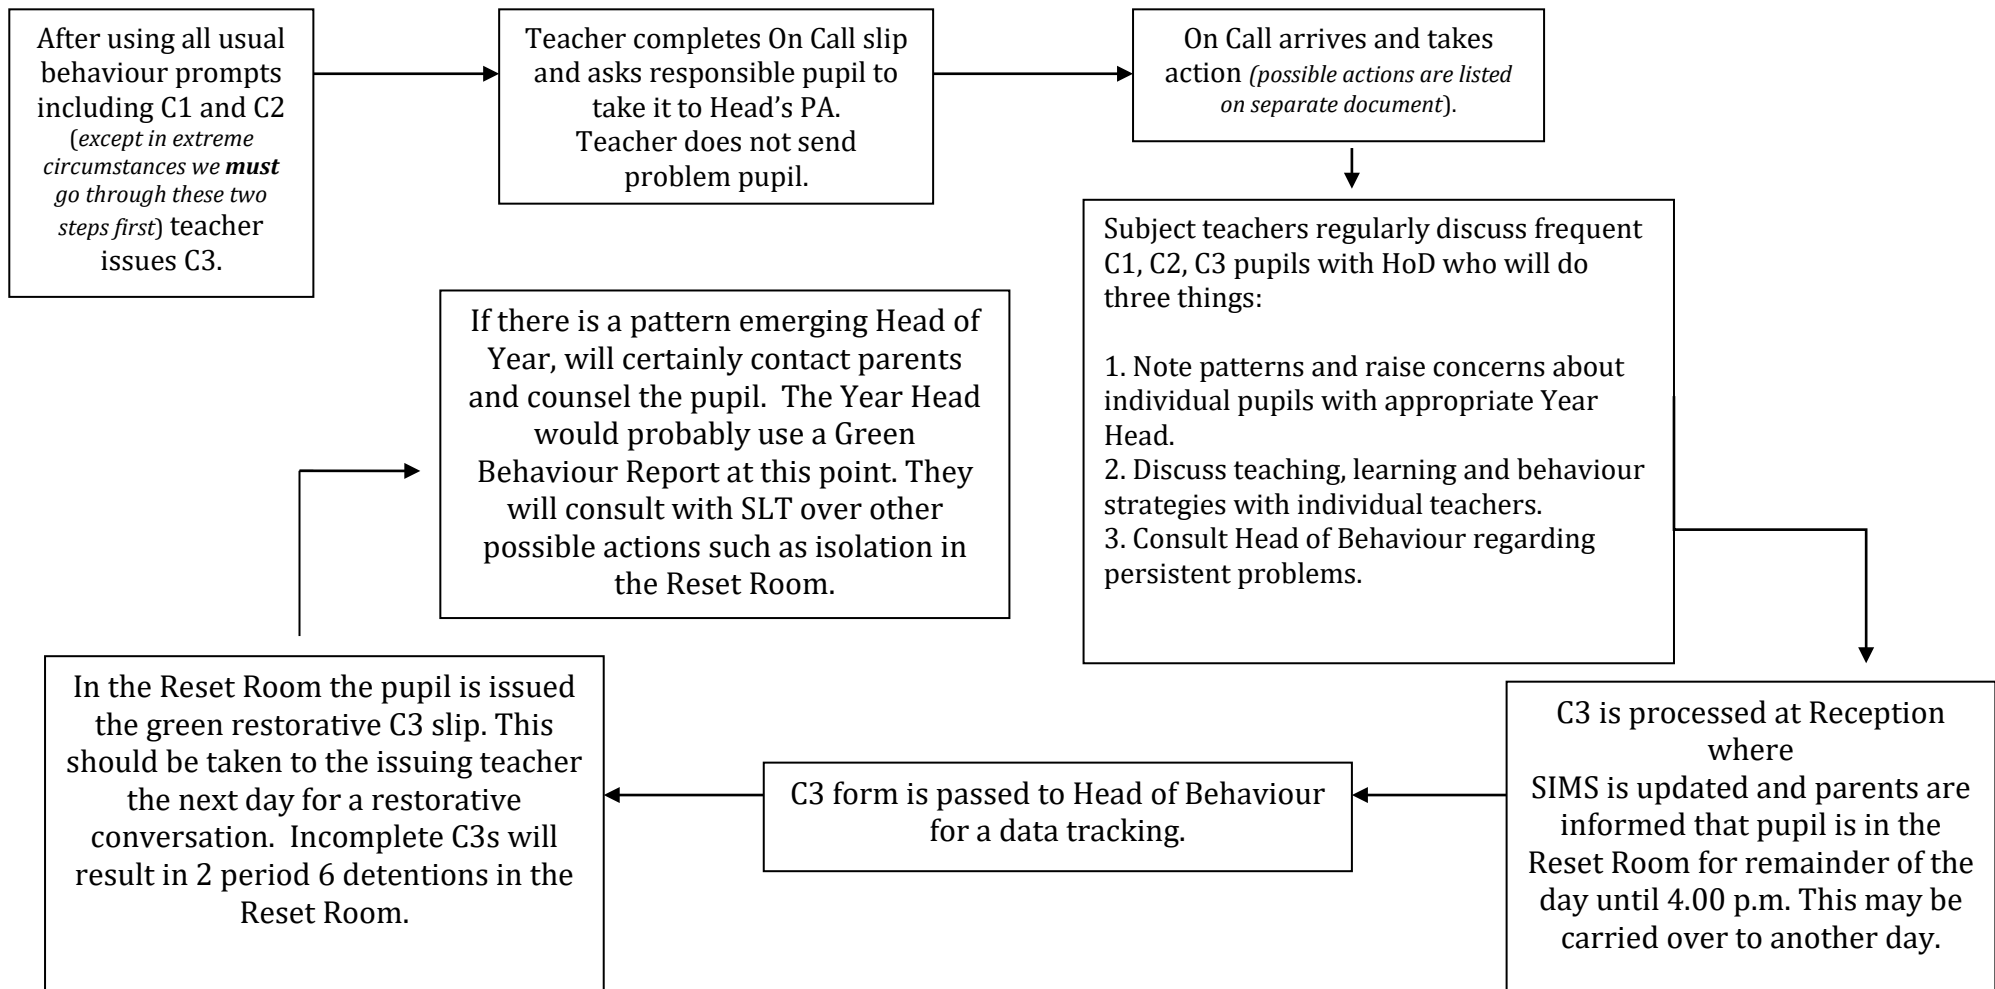 After using all usual
behaviour prompts
including C1 and C2
(except in extreme
circumstances we must
go through these two
steps first) teacher
issues C3.
Teacher completes On Call slip
and asks responsible pupil to
take it to Head’s PA.
Teacher does not send
problem pupil.
On Call arrives and takes
action (possible actions are listed
on separate document).
Subject teachers regularly discuss frequent
C1, C2, C3 pupils with HoD who will do
three things:
1. Note patterns and raise concerns about
individual pupils with appropriate Year
Head.
2. Discuss teaching, learning and behaviour
strategies with individual teachers.
3. Consult Head of Behaviour regarding
persistent problems.
C3 is processed at Reception
where
SIMS is updated and parents are
informed that pupil is in the
Reset Room for remainder of the
day until 4.00 p.m. This may be
carried over to another day.
C3 form is passed to Head of Behaviour
for a data tracking.
In the Reset Room the pupil is issued
the green restorative C3 slip. This
should be taken to the issuing teacher
the next day for a restorative
conversation.  Incomplete C3s will
result in 2 period 6 detentions in the
Reset Room.
If there is a pattern emerging Head of
Year, will certainly contact parents
and counsel the pupil.  The Year Head
would probably use a Green
Behaviour Report at this point. They
will consult with SLT over other
possible actions such as isolation in
the Reset Room.